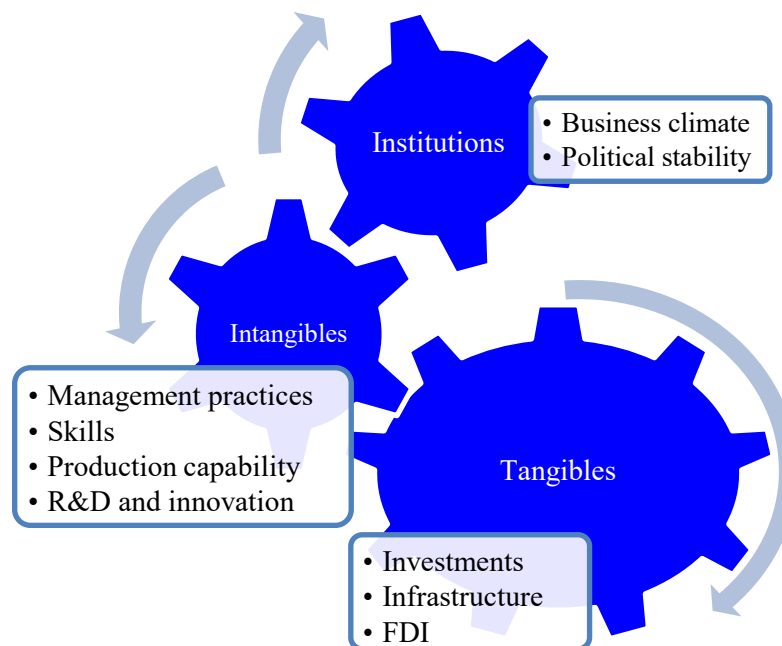 Institutions
• Business climate
• Political stability
Intangibles
• Management practices
• Skills
• Production capability
• R&D and innovation
Tangibles
• Investments
• Infrastructure
• FDI